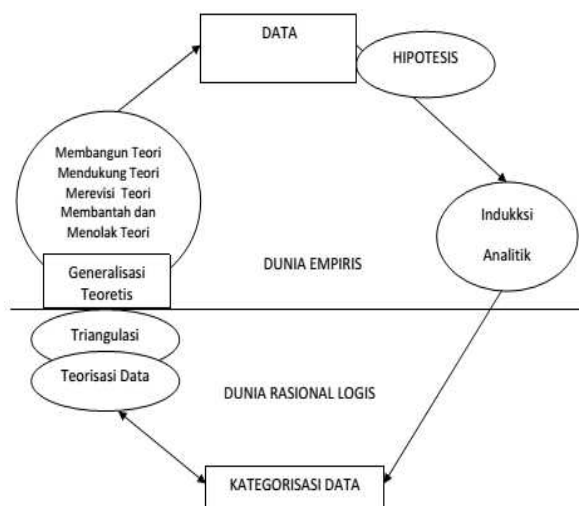 DATA
HIPOTESIS
Membangun Teori
Mendukung Teori
Merevisi Teori
Membantah dan
Menolak Teori
Indukksi
Analitik
Generalisasi
Teoretis
DUNIA EMPIRIS
Triangulasi
Teorisasi Data
DUNIA RASIONAL LOGIS
KATEGORISASI DATA